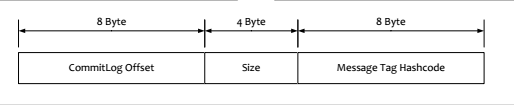 8 Byte 4 Byte 8 Byte
CommitLog Offset Size Message Tag Hashcode